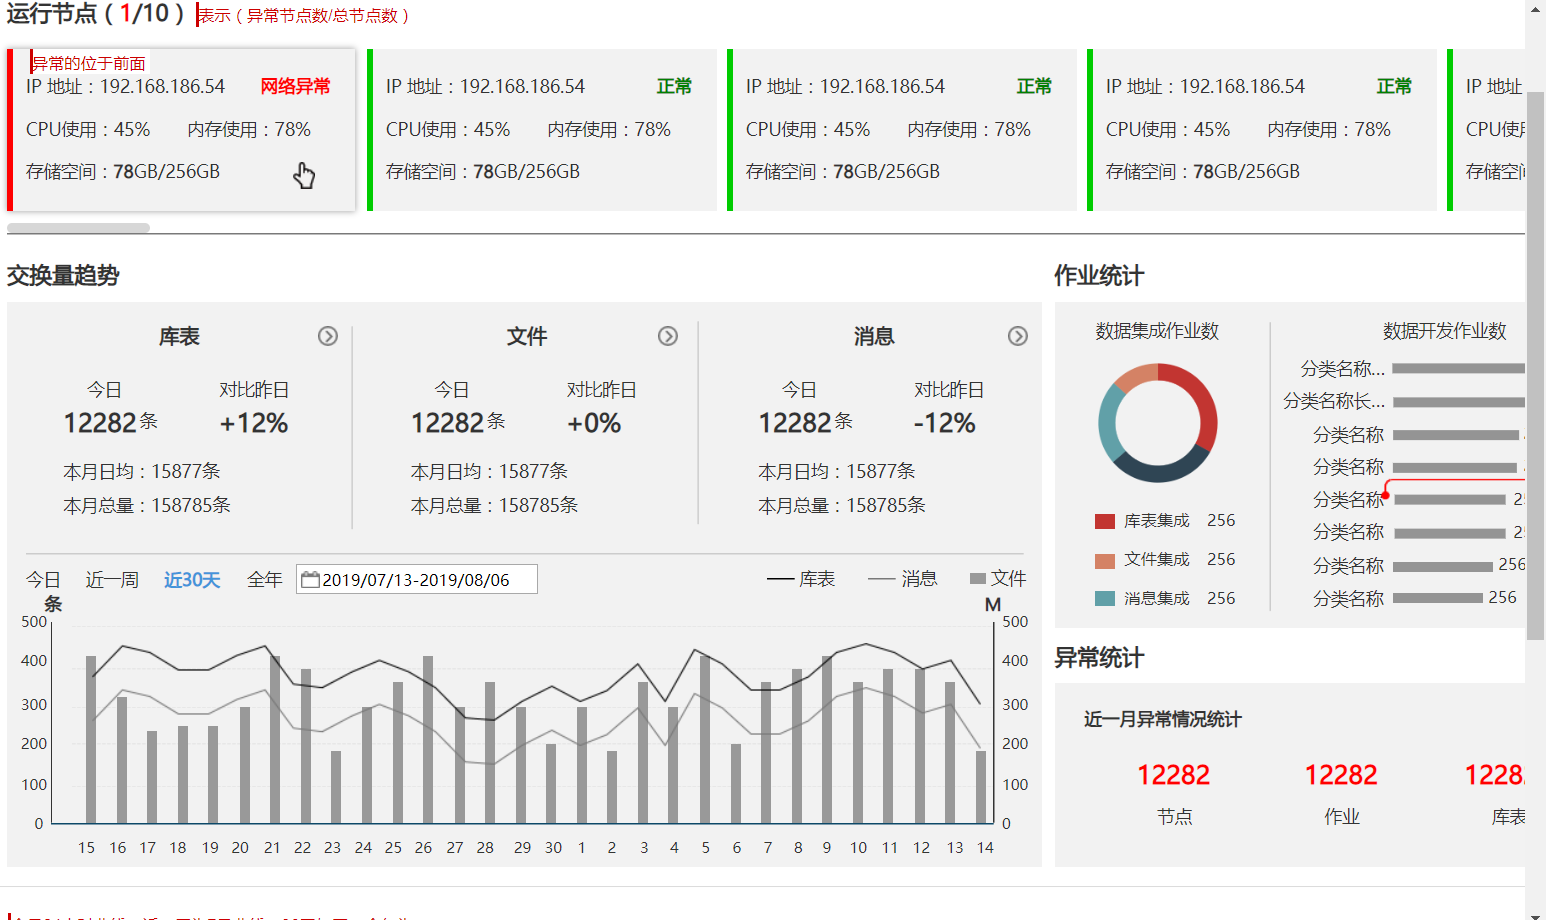 运行节点（1/10）
表示（异常节点数/总节点数）
异常的位于前面
IP 地址：192.168.186.54 网络异常
CPU使用：45% 内存使用：78%
存储空间：78GB/256GB
IP 地址：192.168.186.54 正常
CPU使用：45% 内存使用：78%
存储空间：78GB/256GB
IP 地址：192.168.186.54 正常
CPU使用：45% 内存使用：78%
存储空间：78GB/256GB
IP 地址：192.168.186.54 正常
CPU使用：45% 内存使用：78%
存储空间：78GB/256GB
IP 地址
CPU使用
存储空间
交换量趋势
库表
今日 对比昨日
12282条 +12%
本月日均：15877条
本月总量：158785条
文件
今日 对比昨日
12282条 +0%
本月日均：15877条
本月总量：158785条
消息
今日 对比昨日
12282条 -12%
本月日均：15877条
本月总量：158785条
今日 近一周 近30天 全年 2019/07/13-2019/08/06
库表 消息 文件
条 M
500 500
400 400
300 300
200 200
100 100
0 0
15 16 17 18 19 20 21 22 23 24 25 26 27 28 29 30 1 2 3 4 5 6 7 8 9 10 11 12 13 14
作业统计
数据集成作业数
库表集成 256
文件集成 256
消息集成 256
数据开发作业数
分类名称...
分类名称长...
分类名称
分类名称
分类名称 25
分类名称 25
分类名称 256
分类名称 256
异常统计
近一月异常情况统计
12282 12282 1228
节点 作业 库表